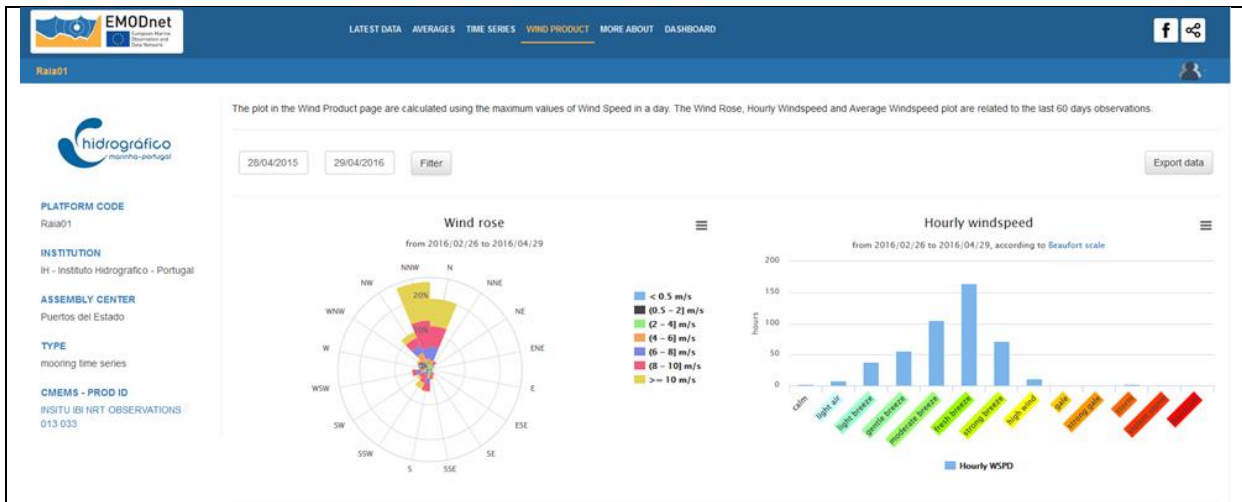 EMODnet
European Marine
Observation and
Data Network
LATEST DATA AVERAGES TIME SERIES WIND PRODUCT MORE ABOUT DASHBOARD
Raia01
hidrográfico
marinha-portugal
The plot in the Wind Product page are calculated using the maximum values of Wind Speed in a day. The Wind Rose, Hourly Windspeed and Average Windspeed plot are related to the last 60 days observations.
28/04/2015 29/04/2016 Filter Export data
PLATFORM CODE
Raia01
INSTITUTION
IH - Instituto Hidrografico - Portugal
ASSEMBLY CENTER
Puertos del Estado
TYPE
mooring time series
CMEMS - PROD ID
INSITU IBI NRT OBSERVATIONS
013 033
Wind rose
from 2016/02/26 to 2016/04/29
N
NNE
NE
ENE
E
ESE
SE
SSE
S
SSW
SW
WSW
W
WNW
NW
NNW
20%
10%
< 0.5 m/s
(0.5 – 2] m/s
(2 – 4] m/s
(4 – 6] m/s
(6 – 8] m/s
(8 – 10] m/s
>= 10 m/s
Hourly windspeed
from 2016/02/26 to 2016/04/29, according to Beaufort scale
hours
200
150
100
50
0
calm
light air
light breeze
gentle breeze
moderate breeze
fresh breeze
strong breeze
high wind
gale
strong gale
storm
Hourly WSPD